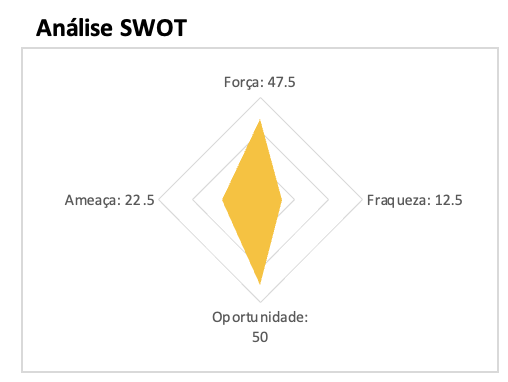 Análise SWOT
Força: 47.5
Ameaça: 22.5
Fraqueza: 12.5
Oportunidade:
50